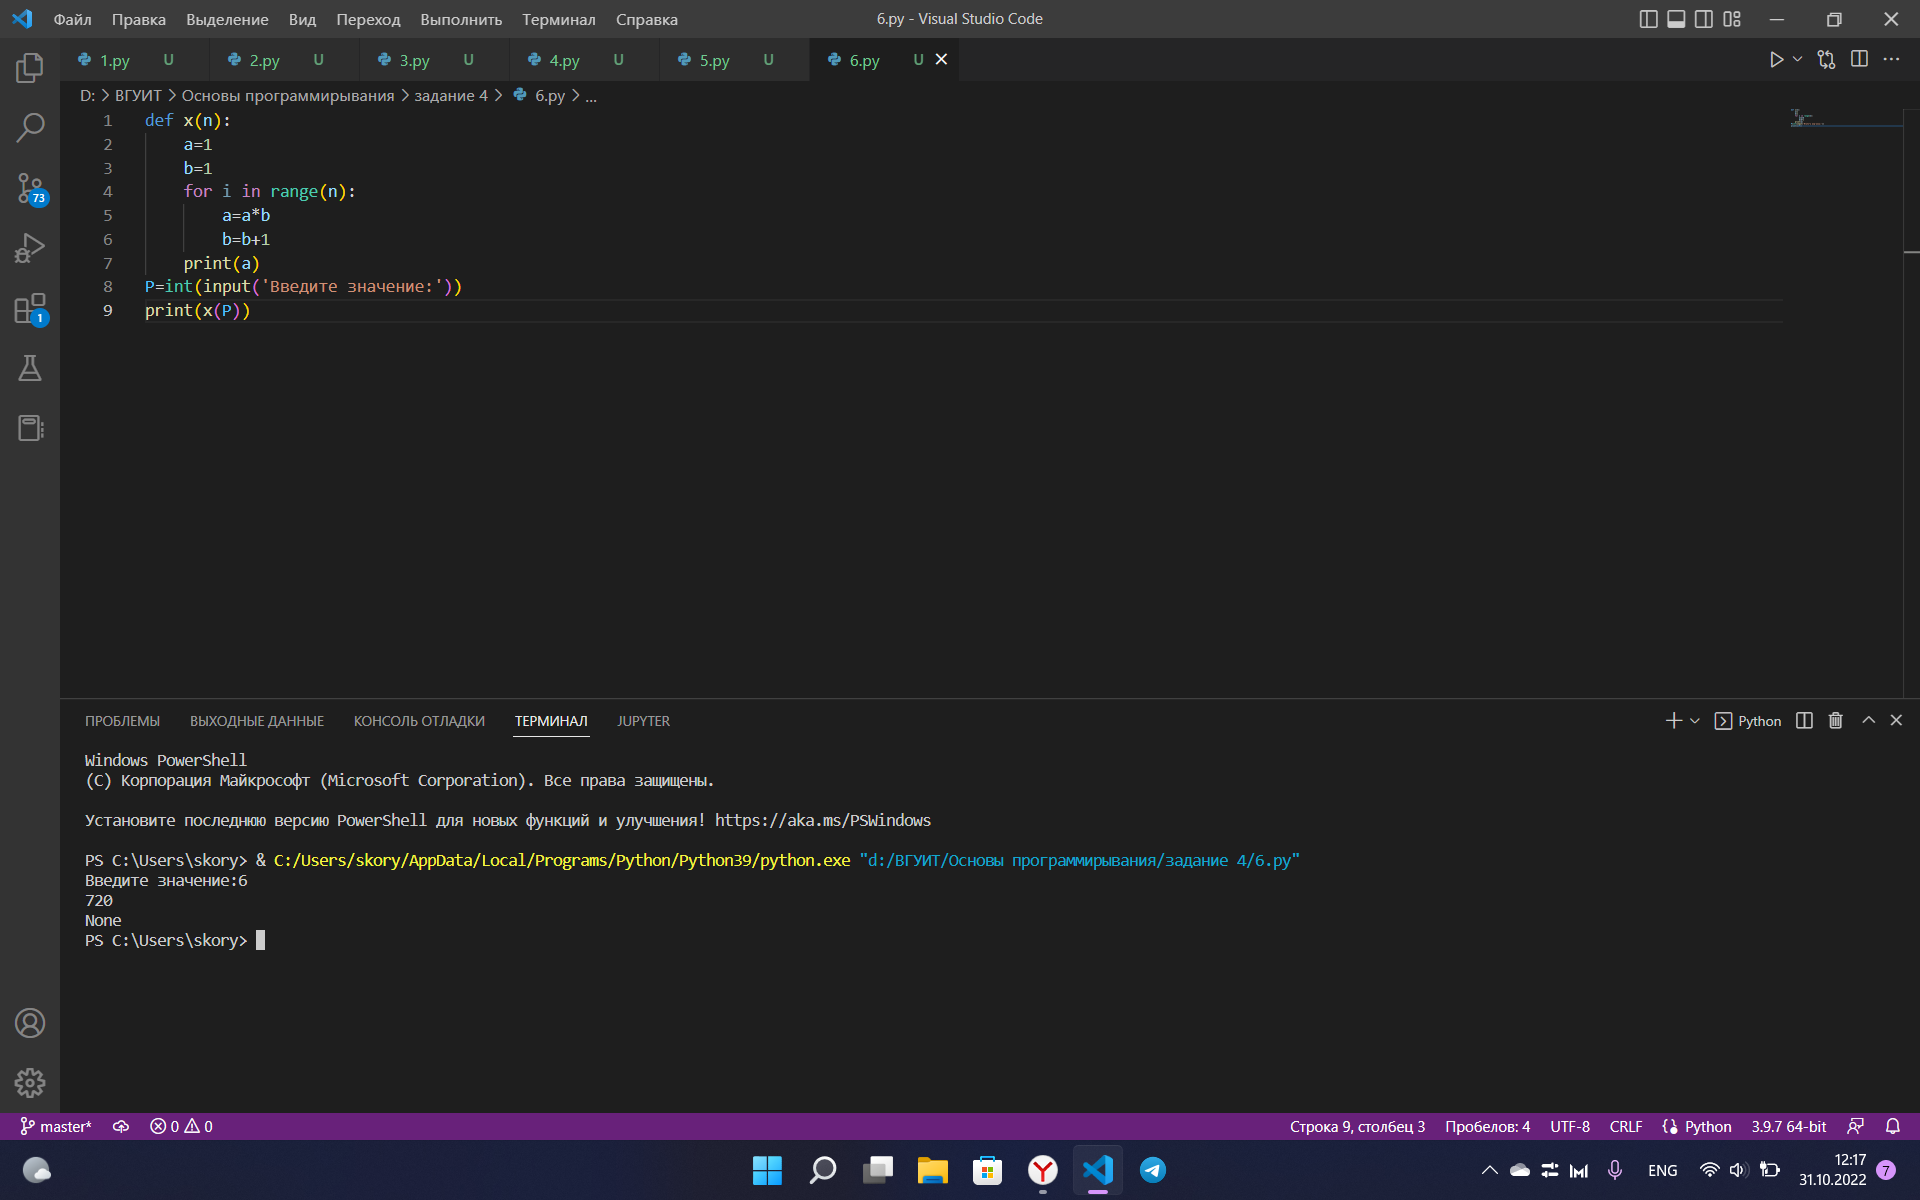 Файл Правка Выделение Вид Переход Выполнить Терминал Справка
6.py - Visual Studio Code
1.py U 2.py U 3.py U 4.py U 5.py U 6.py U
D: > ВГУИТ > Основы программирывания > задание 4 > 6.py > ...
1 def x(n):
2 a=1
3 b=1
4 for i in range(n):
5 a=a*b
6 b=b+1
7 print(a)
8 P=int(input('Введите значение:'))
9 print(x(P))
73
1
ПРОБЛЕМЫ ВЫХОДНЫЕ ДАННЫЕ КОНСОЛЬ ОТЛАДКИ ТЕРМИНАЛ JUPYTER
Python
Windows PowerShell
(C) Корпорация Майкрософт (Microsoft Corporation). Все права защищены.
Установите последнюю версию PowerShell для новых функций и улучшения! https://aka.ms/PSWindows
PS C:\Users\skory> & C:/Users/skory/AppData/Local/Programs/Python/Python39/python.exe "d:/ВГУИТ/Основы программирывания/задание 4/6.py"
Введите значение:6
720
None
PS C:\Users\skory>
master* 0 0
Строка 9, столбец 3 Пробелов: 4 UTF-8 CRLF Python 3.9.7 64-bit
ENG
12:17
31.10.2022
7